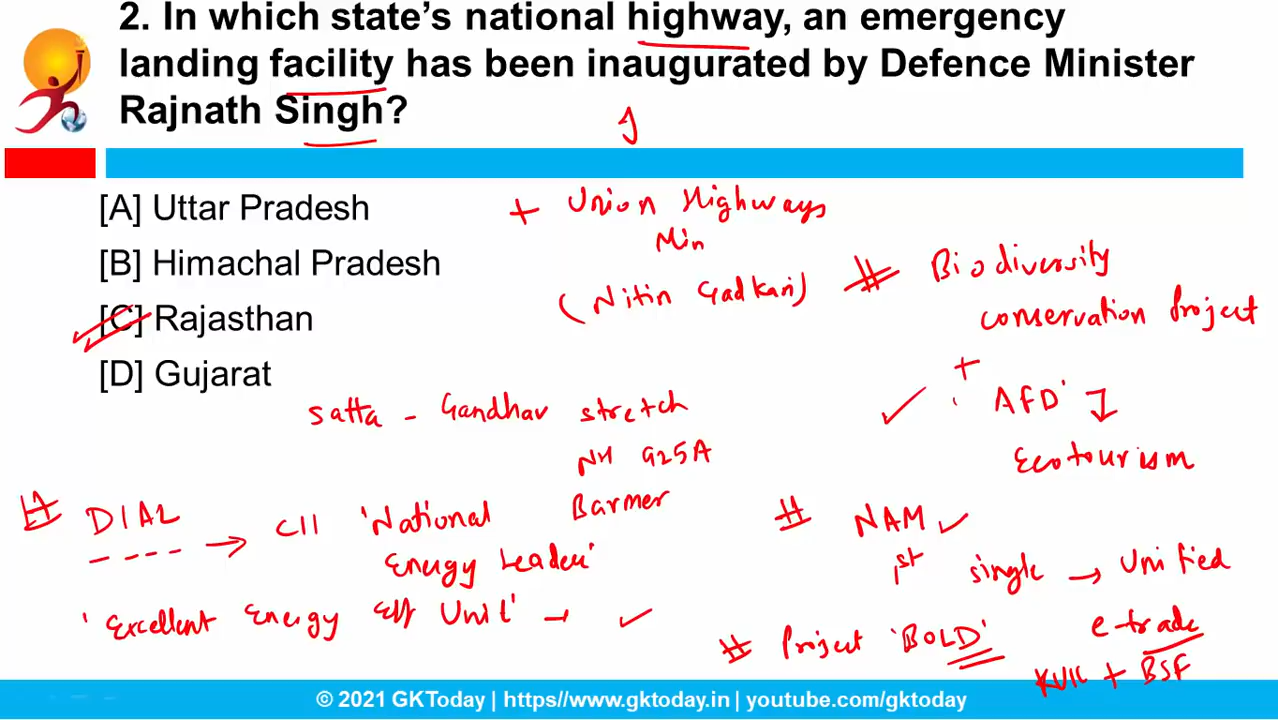 2. In which state’s national highway, an emergency
landing facility has been inaugurated by Defence Minister
Rajnath Singh?
[A] Uttar Pradesh
[B] Himachal Pradesh
[C] Rajasthan
[D] Gujarat
+ Union Highways
Min
(Nitin Gadkari)
# Biodiversity
conservation Project
+
'AFD'
Ecotourism
Satta - Gandhav stretch
NH 925A
Barmer
# DIAL
→ CII 'National
Energy Leader'
'Excellent Energy Eff Unit' →
# NAM
1st single → Unified
e-trade
# Project 'BOLD'
KVIC + BSF
© 2021 GKToday | https//www.gktoday.in | youtube.com/gktoday